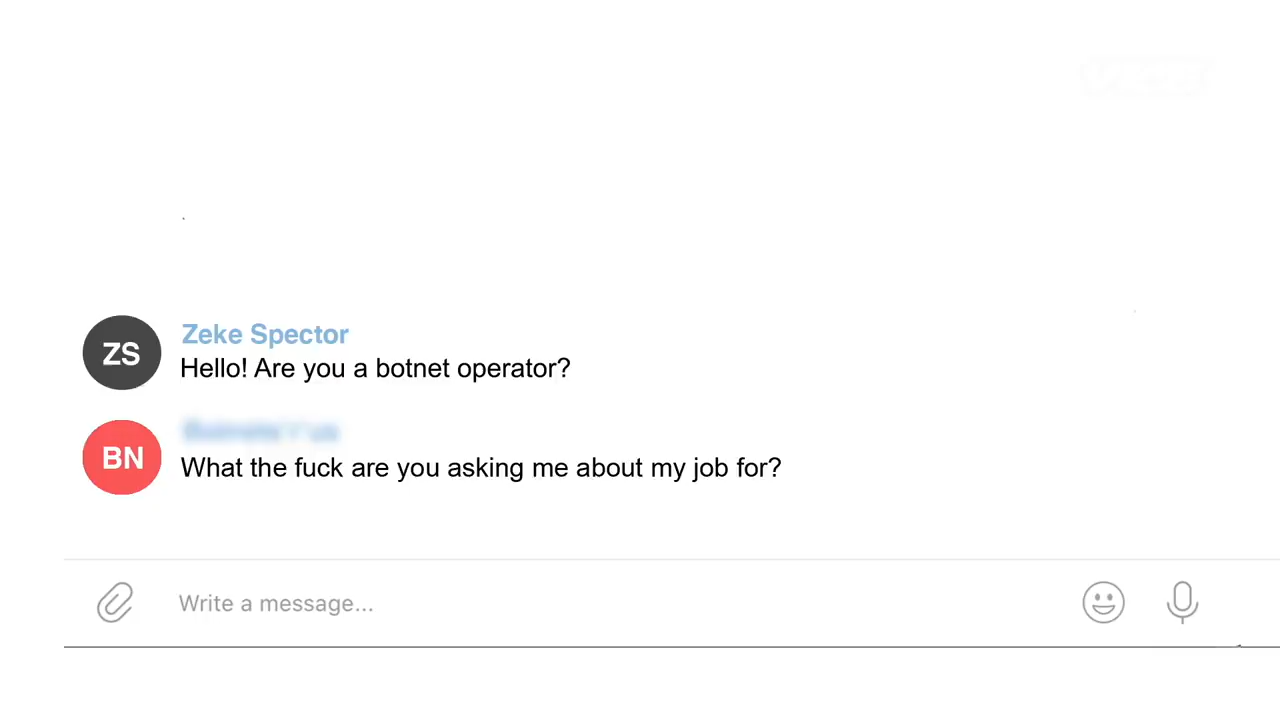 VICE
ZS
Zeke Spector
Hello! Are you a botnet operator?
BN
What the fuck are you asking me about my job for?
Write a message...